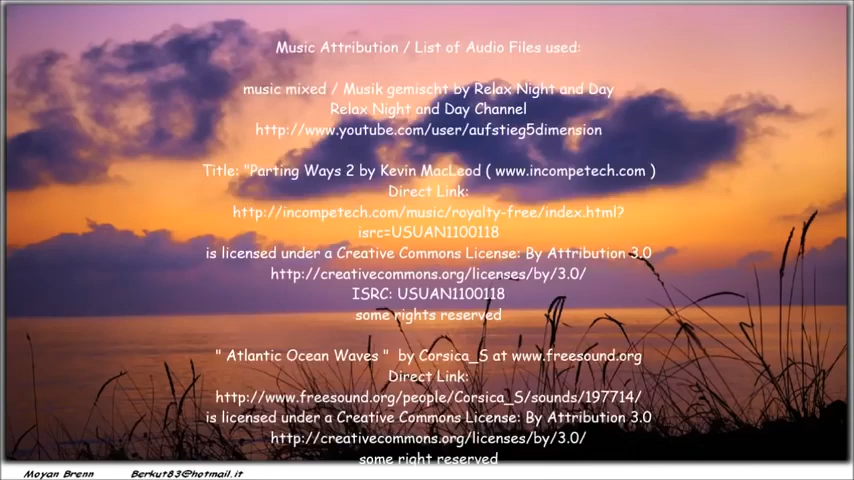 Music Attribution / List of Audio Files used:
music mixed / Musik gemischt by Relax Night and Day
Relax Night and Day Channel
http://www.youtube.com/user/aufstieg5dimension
Title: "Parting Ways 2 by Kevin MacLeod ( www.incompetech.com )
Direct Link:
http://incompetech.com/music/royalty-free/index.html?
isrc=USUAN1100118
is licensed under a Creative Commons License: By Attribution 3.0
http://creativecommons.org/licenses/by/3.0/
ISRC: USUAN1100118
some rights reserved
" Atlantic Ocean Waves "  by Corsica_S at www.freesound.org
Direct Link:
http://www.freesound.org/people/Corsica_S/sounds/197714/
is licensed under a Creative Commons License: By Attribution 3.0
http://creativecommons.org/licenses/by/3.0/
some right reserved
Moyan Brenn Berkut83@hotmail.it